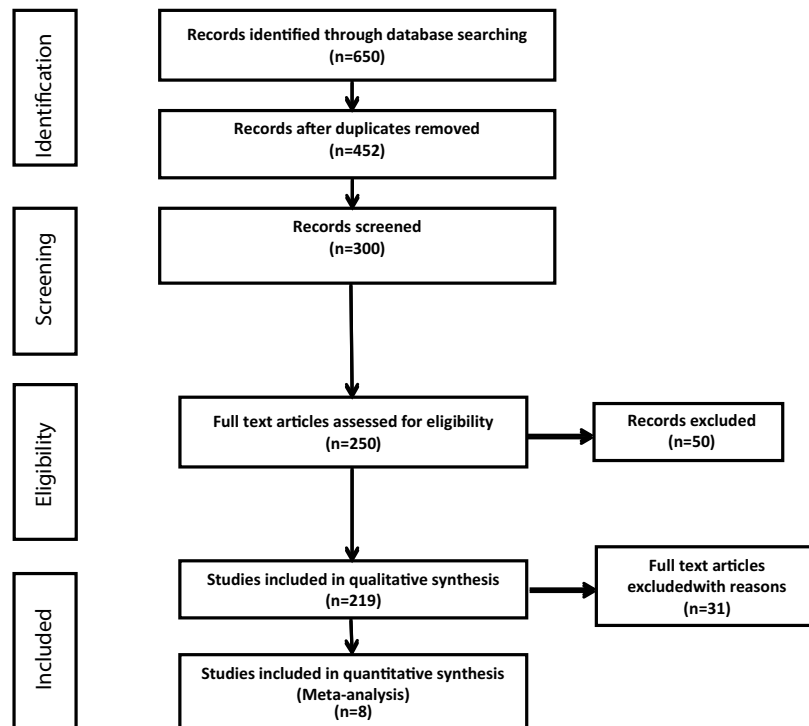 Identification
Records identified through database searching
(n=650)
Records after duplicates removed
(n=452)
Screening
Records screened
(n=300)
Eligibility
Full text articles assessed for eligibility
(n=250)
Records excluded
(n=50)
Included
Studies included in qualitative synthesis
(n=219)
Full text articles
excludedwith reasons
(n=31)
Studies included in quantitative synthesis
(Meta-analysis)
(n=8)